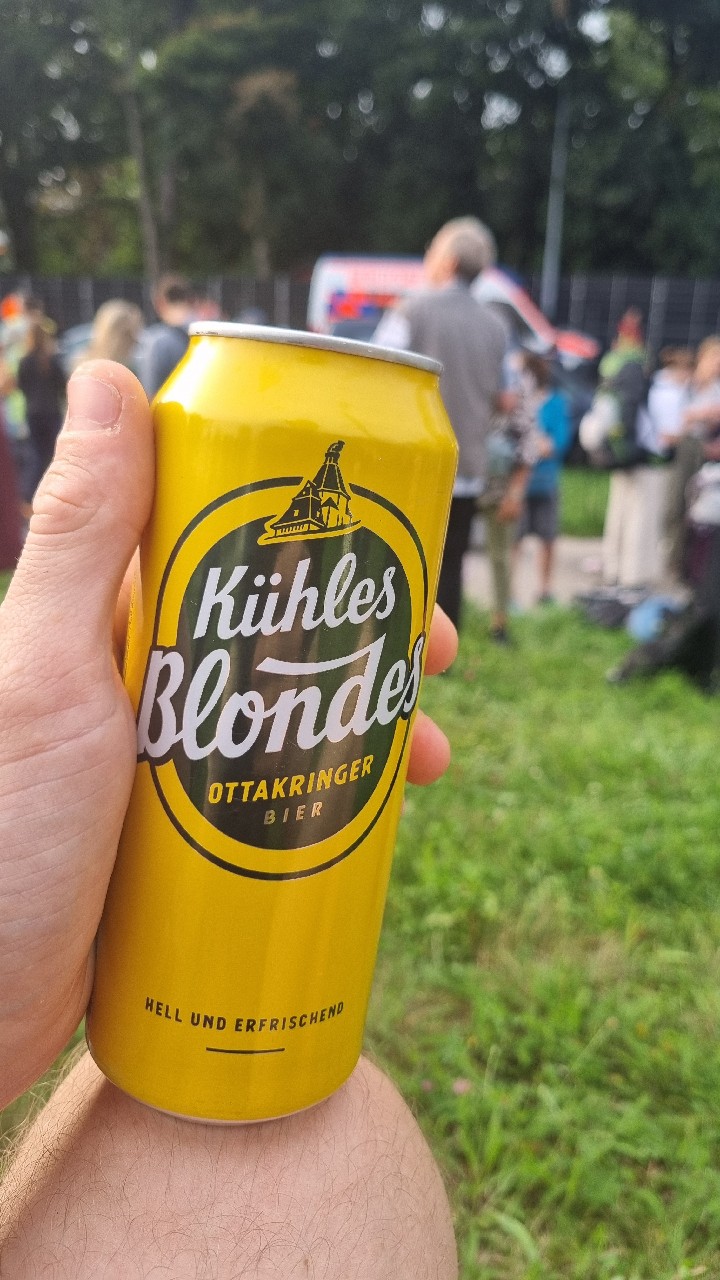 Kühles
Blondes
OTTAKRINGER
BIER
HELL UND ERFRISCHEND